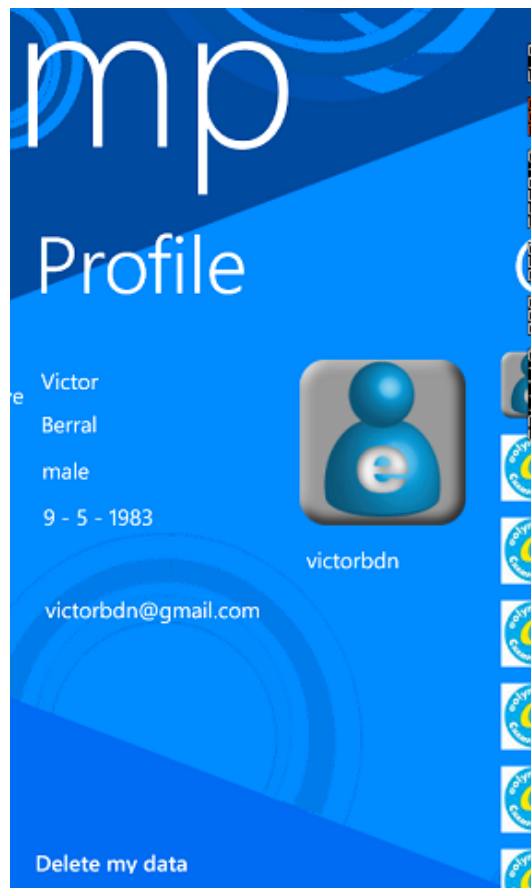 mp
Profile
Victor
Berral
male
9 - 5 - 1983
victorbdn
victorbdn@gmail.com
Delete my data
e